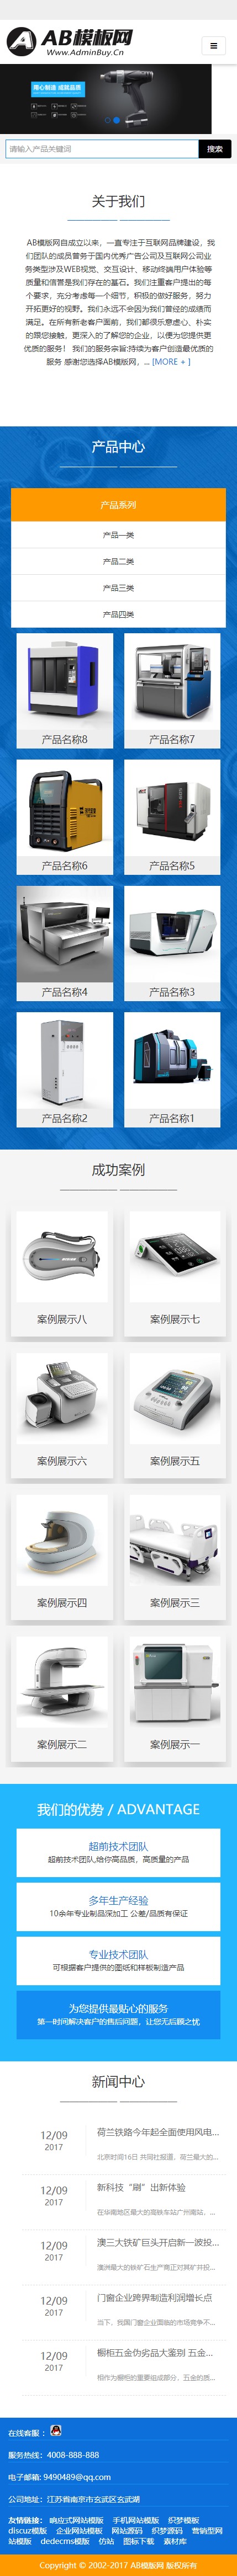 AB模板网
www.AdminBuy.Cn
用心制造 成就品质
请输入产品关键词
搜索
关于我们
AB模版网自成立以来，一直专注于互联网品牌建设，我
们团队的成员曾务于国内优秀广告公司及互联网公司业
务类型涉及WEB视觉、交互设计、移动终端用户体验等
质量和信誉是我们存在的基石。我们注重客户提出的每
个要求，充分考虑每一个细节，积极的做好服务，努力
开拓更好的视野。我们永远不会因为我们曾经的成绩而
满足。在所有新老客户面前，我们都很乐意虚心、朴实
的跟您接触，更深入的了解您的企业，以便为您提供更
优质的服务！ 我们的服务宗旨:持续为客户创造最优质的
服务 感谢您选择AB模版网。... [MORE + ]
产品中心
产品系列
产品一类
产品二类
产品三类
产品四类
产品名称8
产品名称7
产品名称6
产品名称5
产品名称4
产品名称3
产品名称2
产品名称1
成功案例
案例展示八
案例展示七
案例展示六
案例展示五
案例展示四
案例展示三
案例展示二
案例展示一
我们的优势 / ADVANTAGE
超前技术团队
超前技术团队,给你高品质，高质量的产品
多年生产经验
10余年专业制品深加工 公差/品质有保证
专业技术团队
可根据客户提供的图纸和样板制造产品
为您提供最贴心的服务
第一时间解决客户的售后问题，让您无后顾之忧
新闻中心
12/09
2017
荷兰铁路今年起全面使用风电...
北京时间16日 共同社报道，荷兰最大的...
12/09
2017
新科技“刷”出新体验
在华南地区最大的高铁车站广州南站，...
12/09
2017
澳三大铁矿巨头开启新一波投...
澳洲最大的铁矿石生产商正对其矿井投...
12/09
2017
门窗企业跨界制造利润增长点
当下，我国门窗企业面临的市场竞争不...
12/09
2017
橱柜五金伪劣品大鉴别 五金...
相作为橱柜的重要组成部分，五金的质...
在线客服 ：
服务热线：4008-888-888
电子邮箱: 9490489@qq.com
公司地址：江苏省南京市玄武区玄武湖
友情链接： 响应式网站模版 手机网站模版 织梦模板
discuz模版 企业网站模板 网站源码 织梦源码 营销型网
站模版 dedecms模版 仿站 图标下载 素材库
Copyright © 2002-2017 AB模版网 版权所有